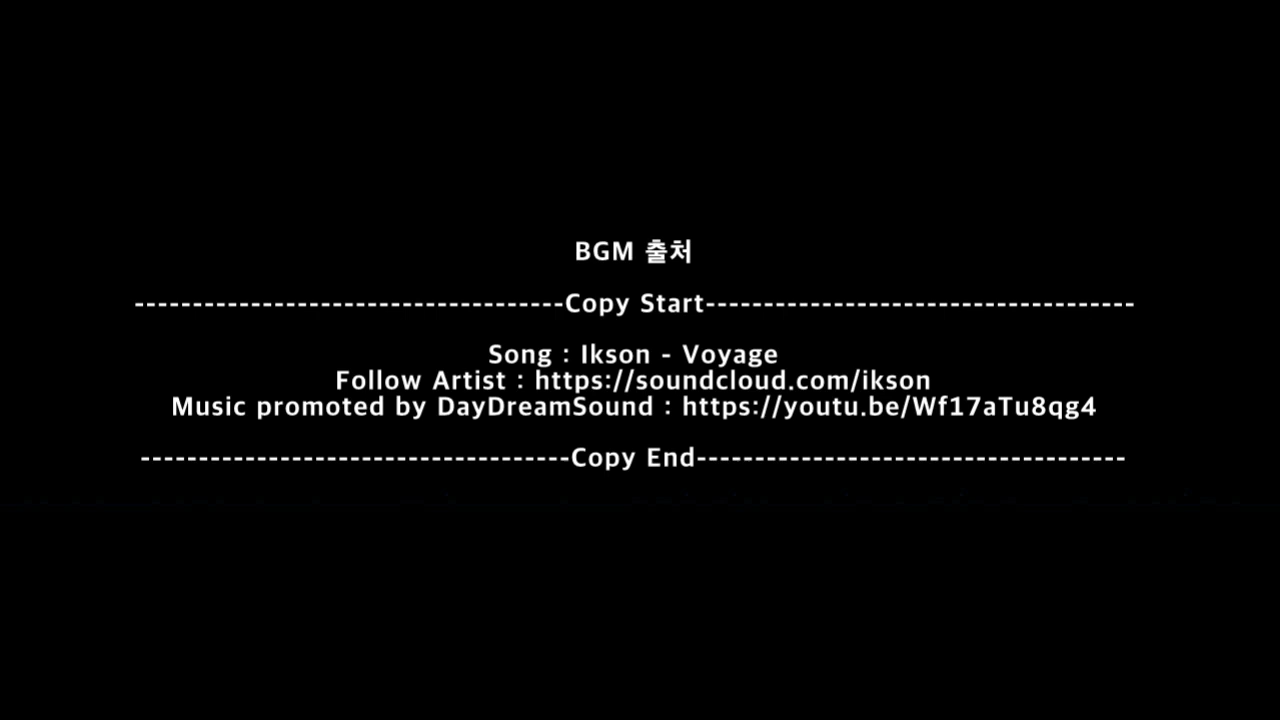 BGM 출처
-------------------------------------Copy Start-------------------------------------
Song : Ikson - Voyage
Follow Artist : https://soundcloud.com/ikson
Music promoted by DayDreamSound : https://youtu.be/Wf17aTu8qg4
-------------------------------------Copy End-------------------------------------